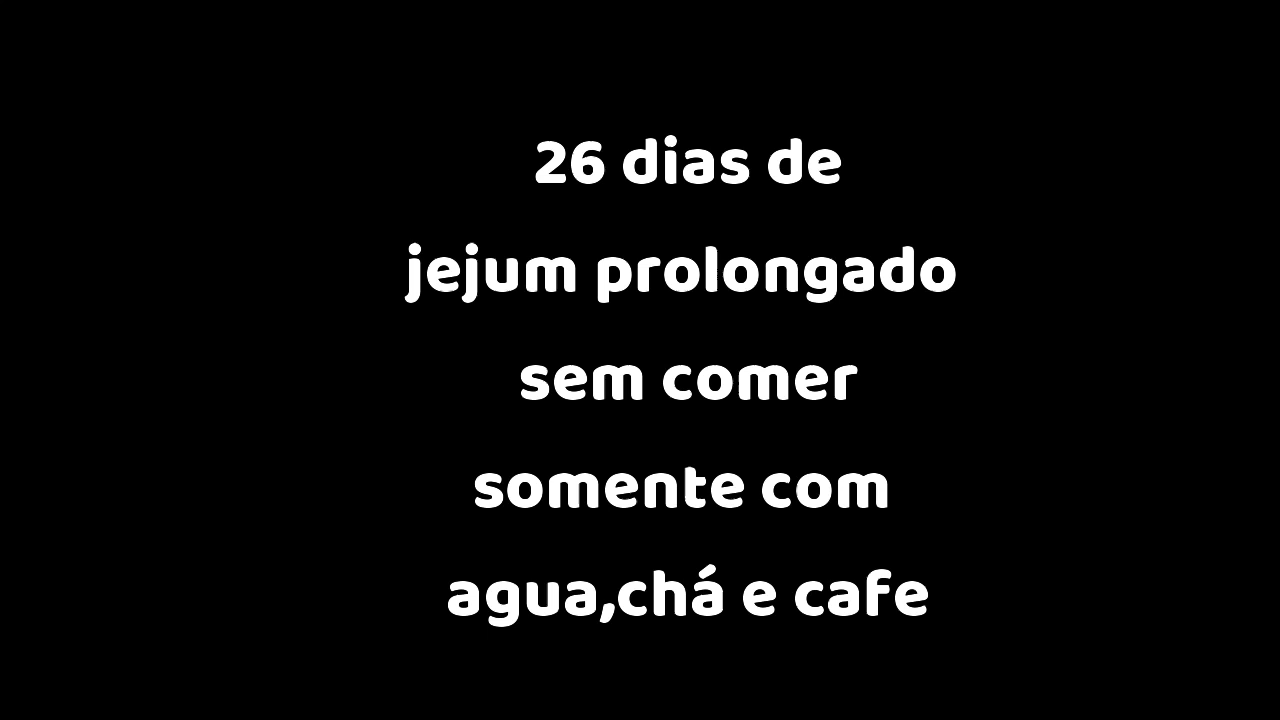 26 dias de
jejum prolongado
sem comer
somente com
agua,chá e cafe